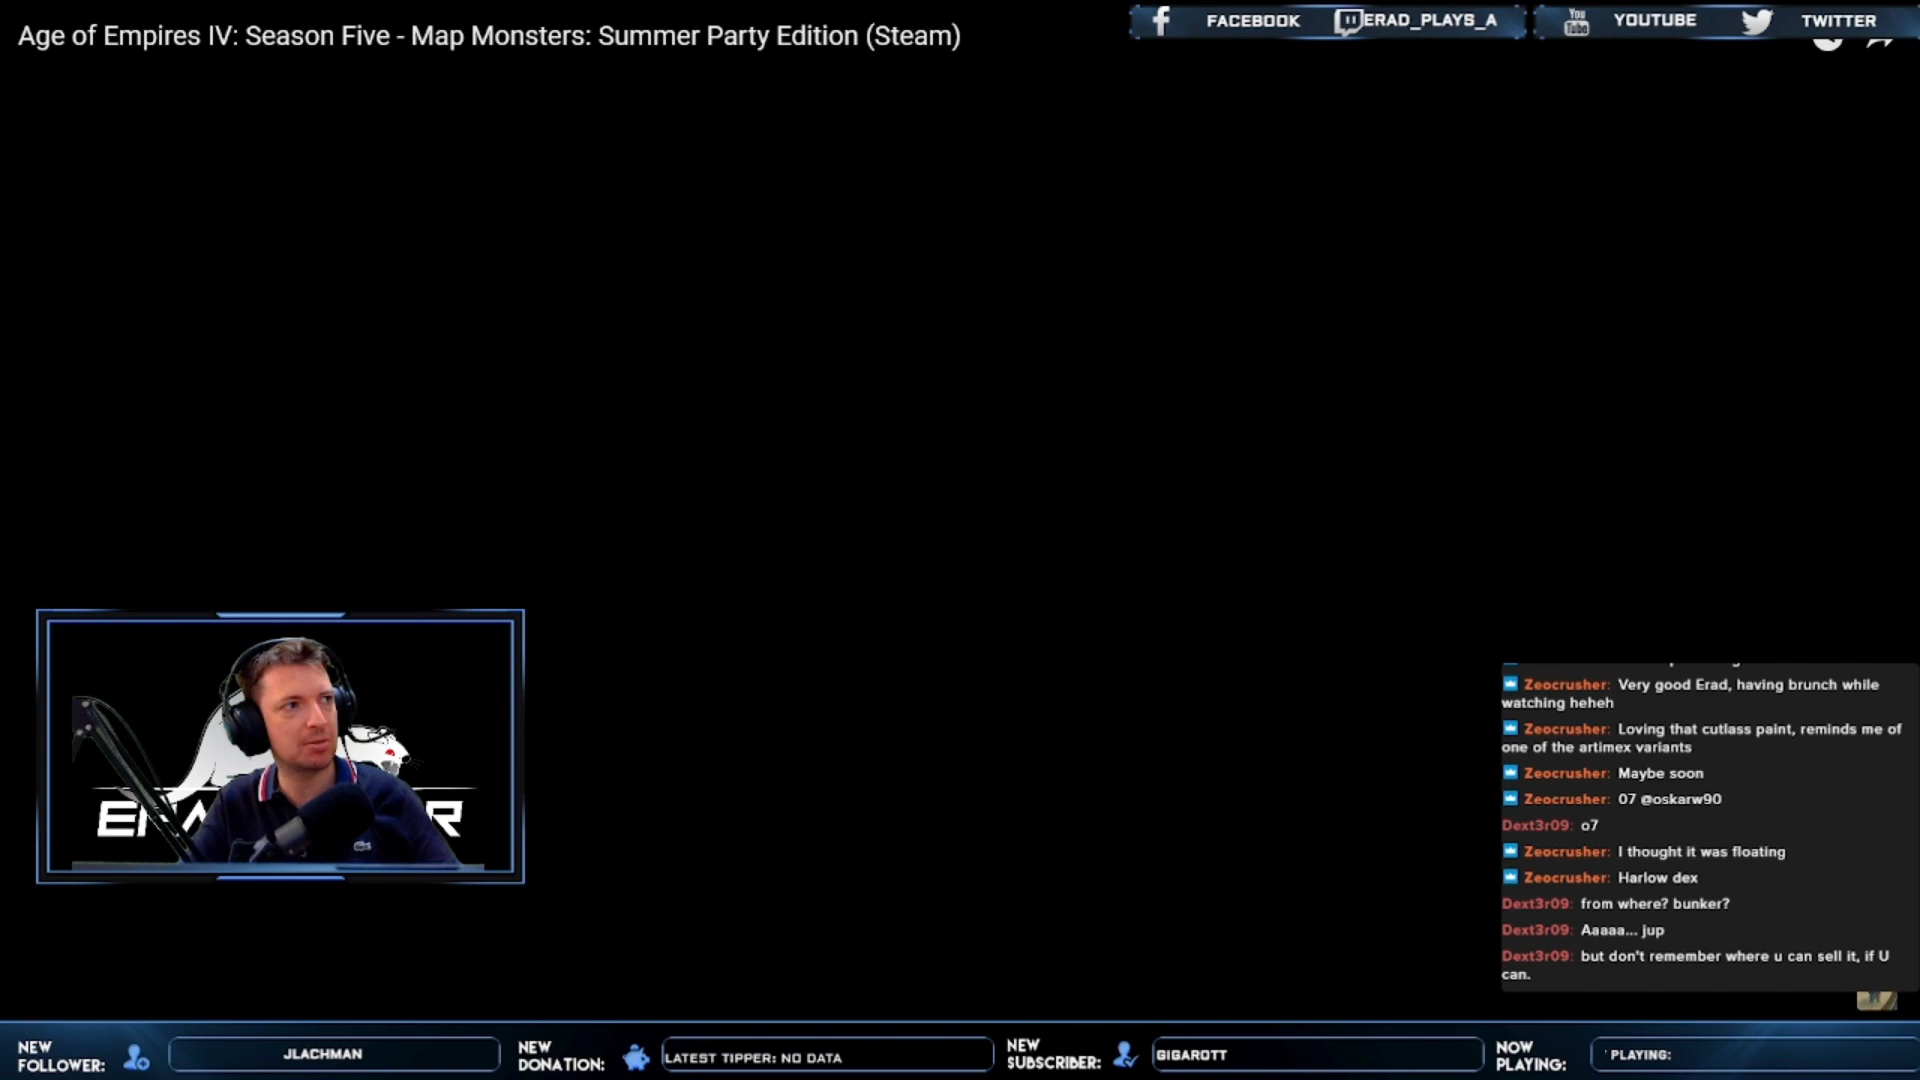 Age of Empires IV: Season Five - Map Monsters: Summer Party Edition (Steam)
FACEBOOK
ERAD_PLAYS_A
You
Tube
YOUTUBE
TWITTER
Zeocrusher: Very good Erad, having brunch while
watching heheh
Zeocrusher: Loving that cutlass paint, reminds me of
one of the artimex variants
Zeocrusher: Maybe soon
Zeocrusher: 07 @oskarw90
Dext3r09: o7
Zeocrusher: I thought it was floating
Zeocrusher: Harlow dex
Dext3r09: from where? bunker?
Dext3r09: Aaaaa... jup
Dext3r09: but don't remember where u can sell it, if U
can.
NEW
FOLLOWER:
JLACHMAN
NEW
DONATION:
LATEST TIPPER: NO DATA
NEW
SUBSCRIBER:
GIGAROTT
NOW
PLAYING:
' PLAYING: